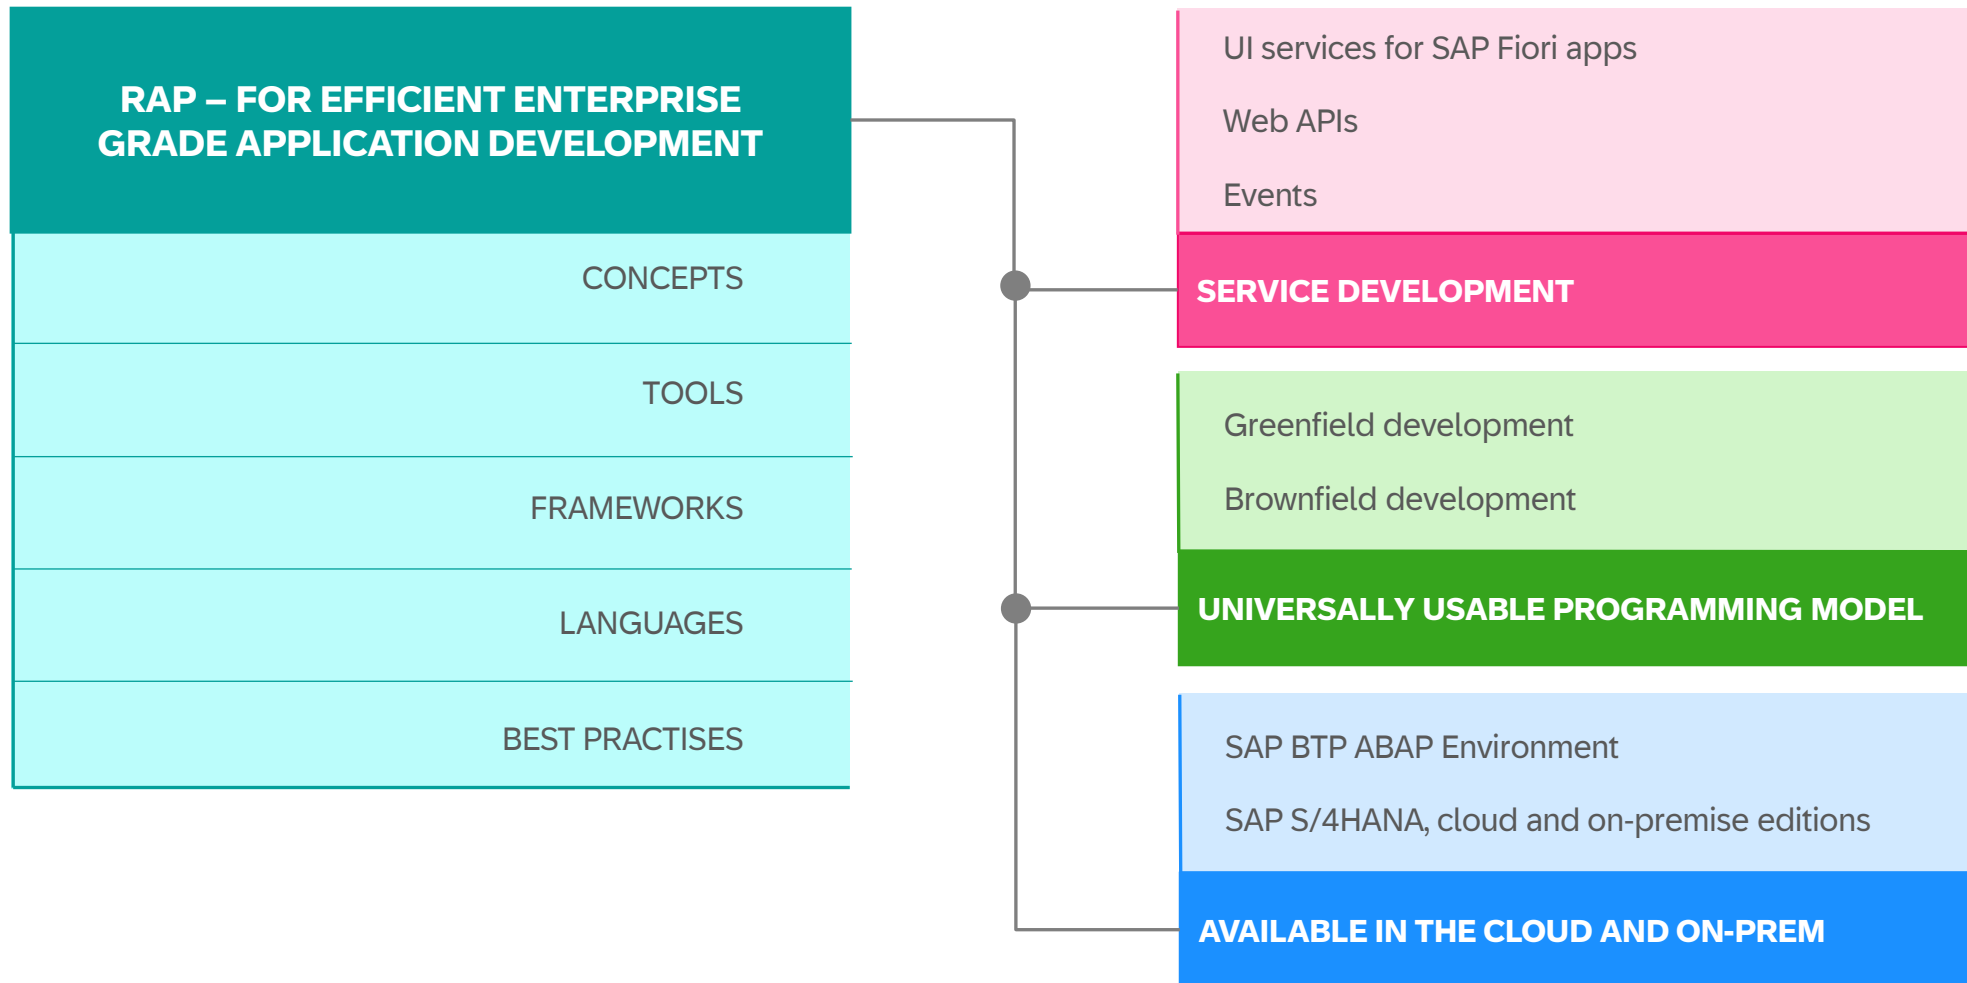 RAP – FOR EFFICIENT ENTERPRISE
GRADE APPLICATION DEVELOPMENT
CONCEPTS
TOOLS
FRAMEWORKS
LANGUAGES
BEST PRACTISES
UI services for SAP Fiori apps
Web APIs
Events
SERVICE DEVELOPMENT
Greenfield development
Brownfield development
UNIVERSALLY USABLE PROGRAMMING MODEL
SAP BTP ABAP Environment
SAP S/4HANA, cloud and on-premise editions
AVAILABLE IN THE CLOUD AND ON-PREM